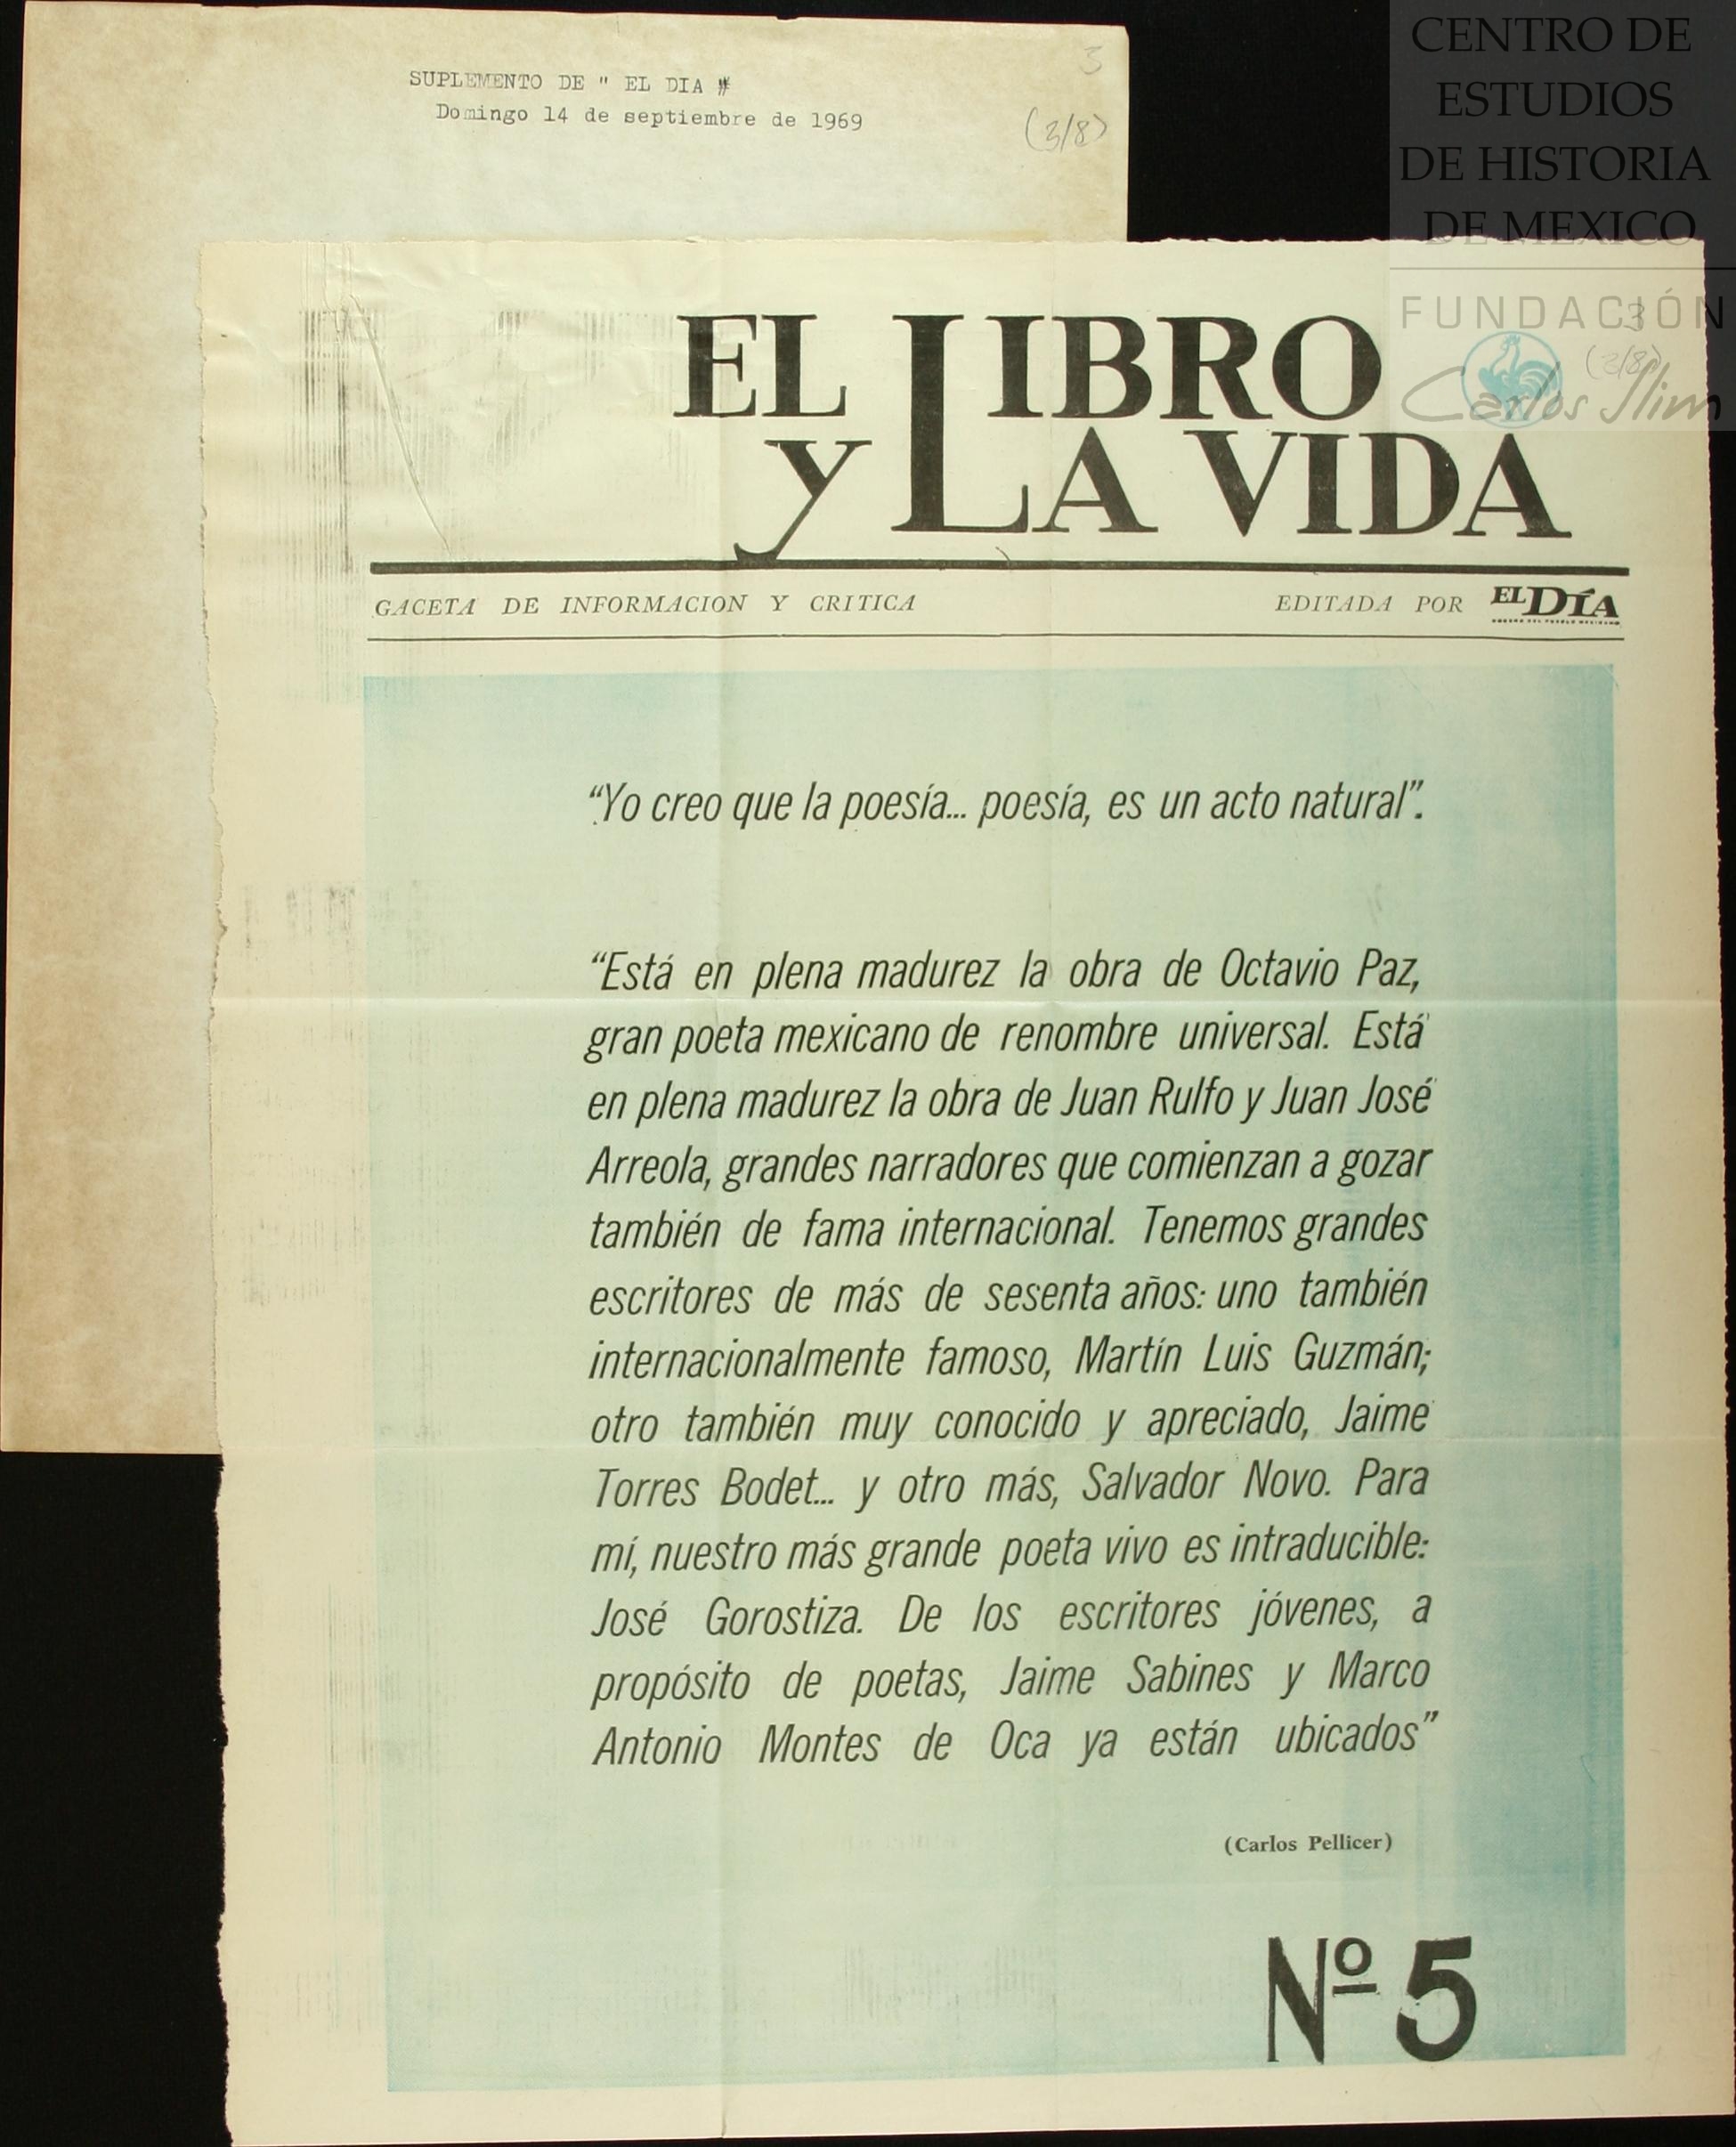 CENTRO DE
ESTUDIOS
DE HISTORIA
DE MEXICO
FUNDACIÓN
Carlos Slim
3
(3/8)
SUPLEMENTO DE " EL DIA "
Domingo 14 de septiembre de 1969
3
(3/8)
EL LIBRO
y LA VIDA
GACETA DE INFORMACION Y CRITICA
EDITADA POR EL DÍA
"Yo creo que la poesía... poesía, es un acto natural".
"Está en plena madurez la obra de Octavio Paz,
gran poeta mexicano de renombre universal. Está
en plena madurez la obra de Juan Rulfo y Juan José
Arreola, grandes narradores que comienzan a gozar
también de fama internacional. Tenemos grandes
escritores de más de sesenta años: uno también
internacionalmente famoso, Martín Luis Guzmán;
otro también muy conocido y apreciado, Jaime
Torres Bodet... y otro más, Salvador Novo. Para
mí, nuestro más grande poeta vivo es intraducible:
José Gorostiza. De los escritores jóvenes, a
propósito de poetas, Jaime Sabines y Marco
Antonio Montes de Oca ya están ubicados"
(Carlos Pellicer)
Nº 5